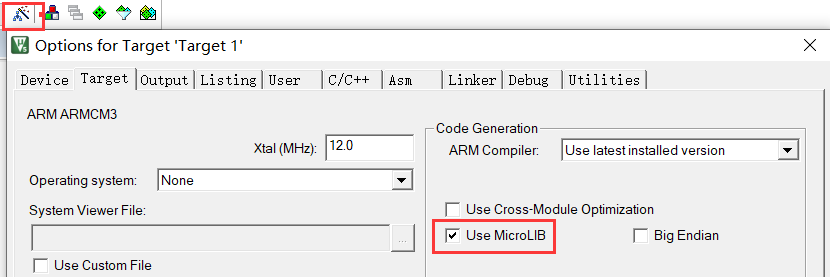 Options for Target 'Target 1'
Device Target Output Listing User C/C++ Asm Linker Debug Utilities
ARM ARMCM3
Xtal (MHz): 12.0
Operating system: None
System Viewer File:
...
Use Custom File
Code Generation
ARM Compiler: Use latest installed version
Use Cross-Module Optimization
Use MicroLIB Big Endian